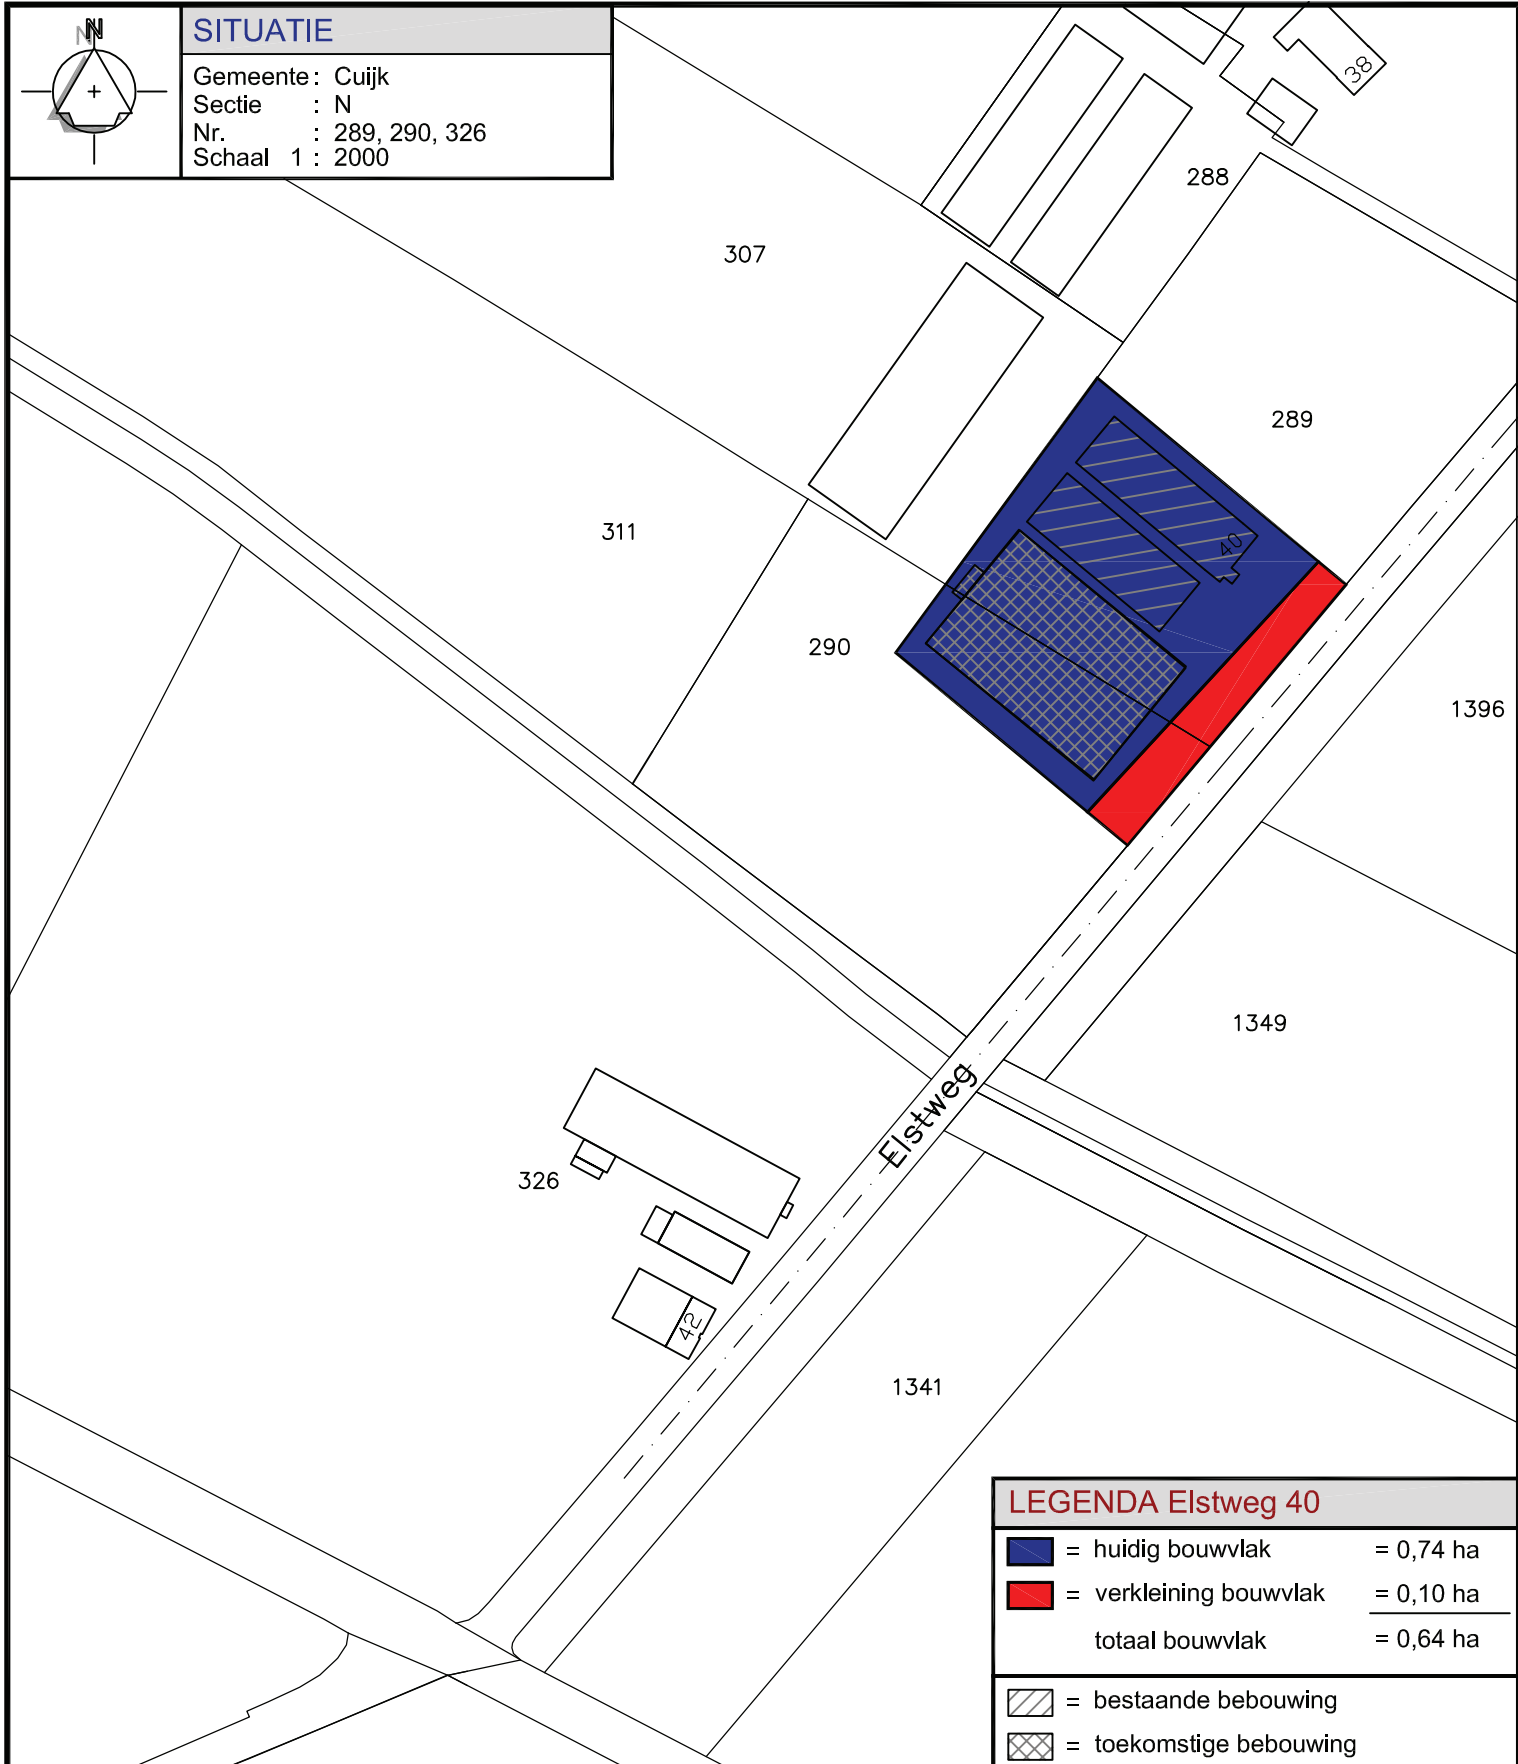 N
SITUATIE
Gemeente : Cuijk
Sectie : N
Nr. : 289, 290, 326
Schaal 1 : 2000
38
288
307
289
311
40
290
1396
1349
Elstweg
326
42
1341
LEGENDA Elstweg 40
= huidig bouwvlak = 0,74 ha
= verkleining bouwvlak = 0,10 ha
totaal bouwvlak = 0,64 ha
= bestaande bebouwing
= toekomstige bebouwing